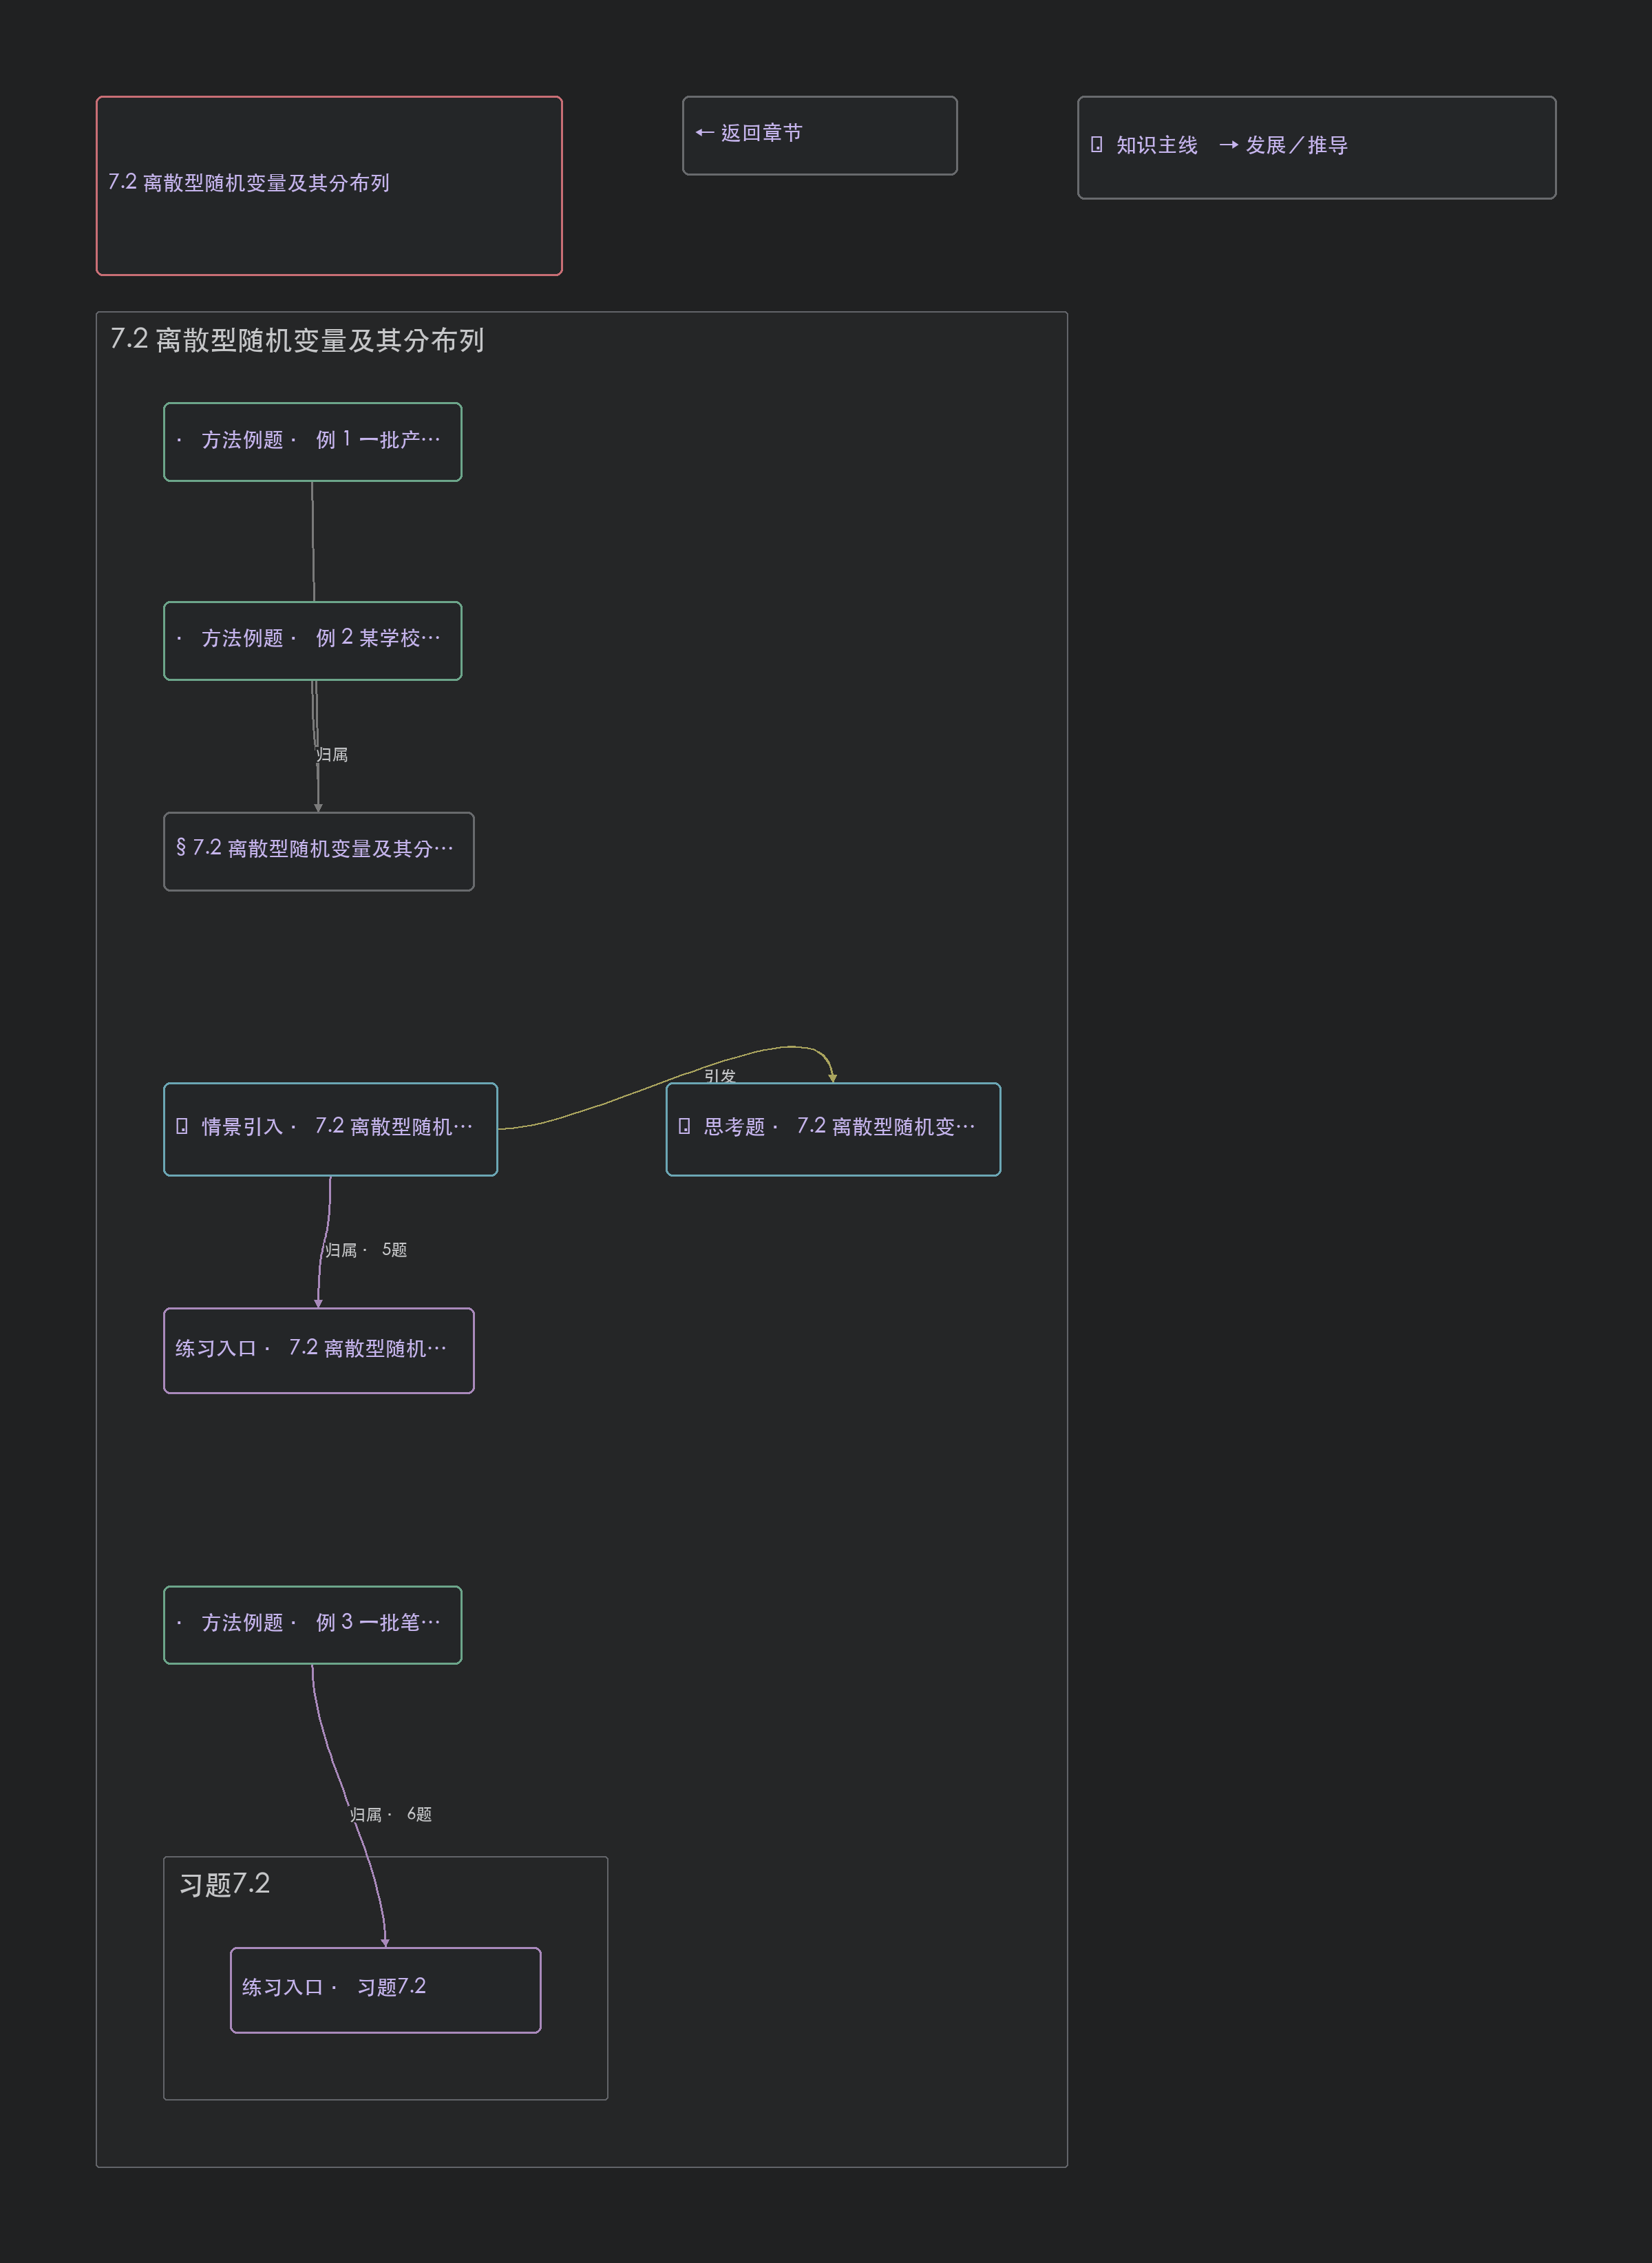 7.2 离散型随机变量及其分布列
← 返回章节
知识主线 → 发展／推导
7.2 离散型随机变量及其分布列
· 方法例题 · 例 1 一批产…
· 方法例题 · 例 2 某学校…
归属
§ 7.2 离散型随机变量及其分…
引发
情景引入 · 7.2 离散型随机…
思考题 · 7.2 离散型随机变…
归属 · 5题
练习入口 · 7.2 离散型随机…
· 方法例题 · 例 3 一批笔…
归属 · 6题
习题7.2
练习入口 · 习题7.2